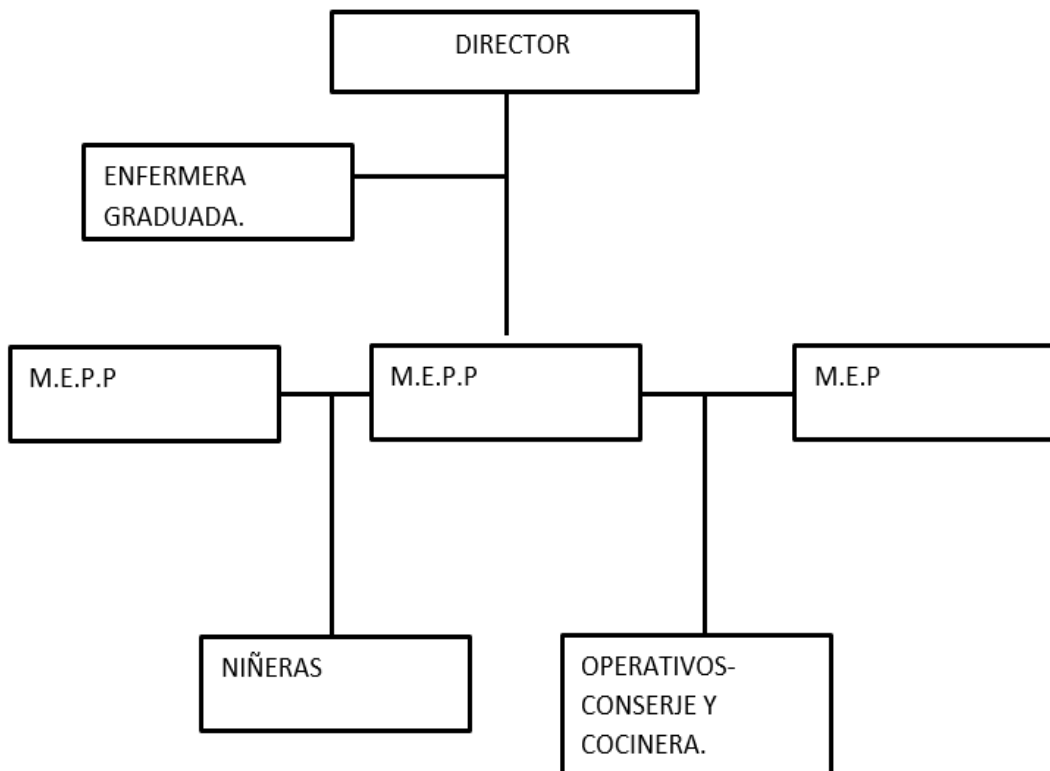 DIRECTOR
ENFERMERA
GRADUADA.
M.E.P.P
M.E.P.P
M.E.P
NIÑERAS
OPERATIVOS-
CONSERJE Y
COCINERA.